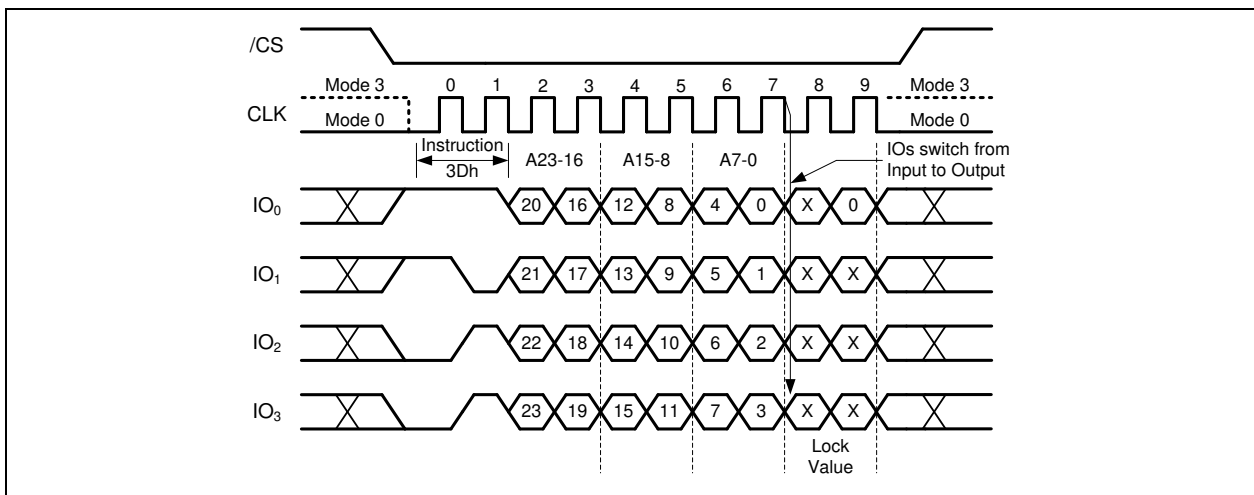 /CS
Mode 3 0 1 2 3 4 5 6 7 8 9 Mode 3
CLK
Mode 0 Mode 0
Instruction A23-16 A15-8 A7-0 IOs switch from
3Dh Input to Output
IO0 20 16 12 8 4 0 X 0
IO1 21 17 13 9 5 1 X X
IO2 22 18 14 10 6 2 X X
IO3 23 19 15 11 7 3 X X
Lock
Value